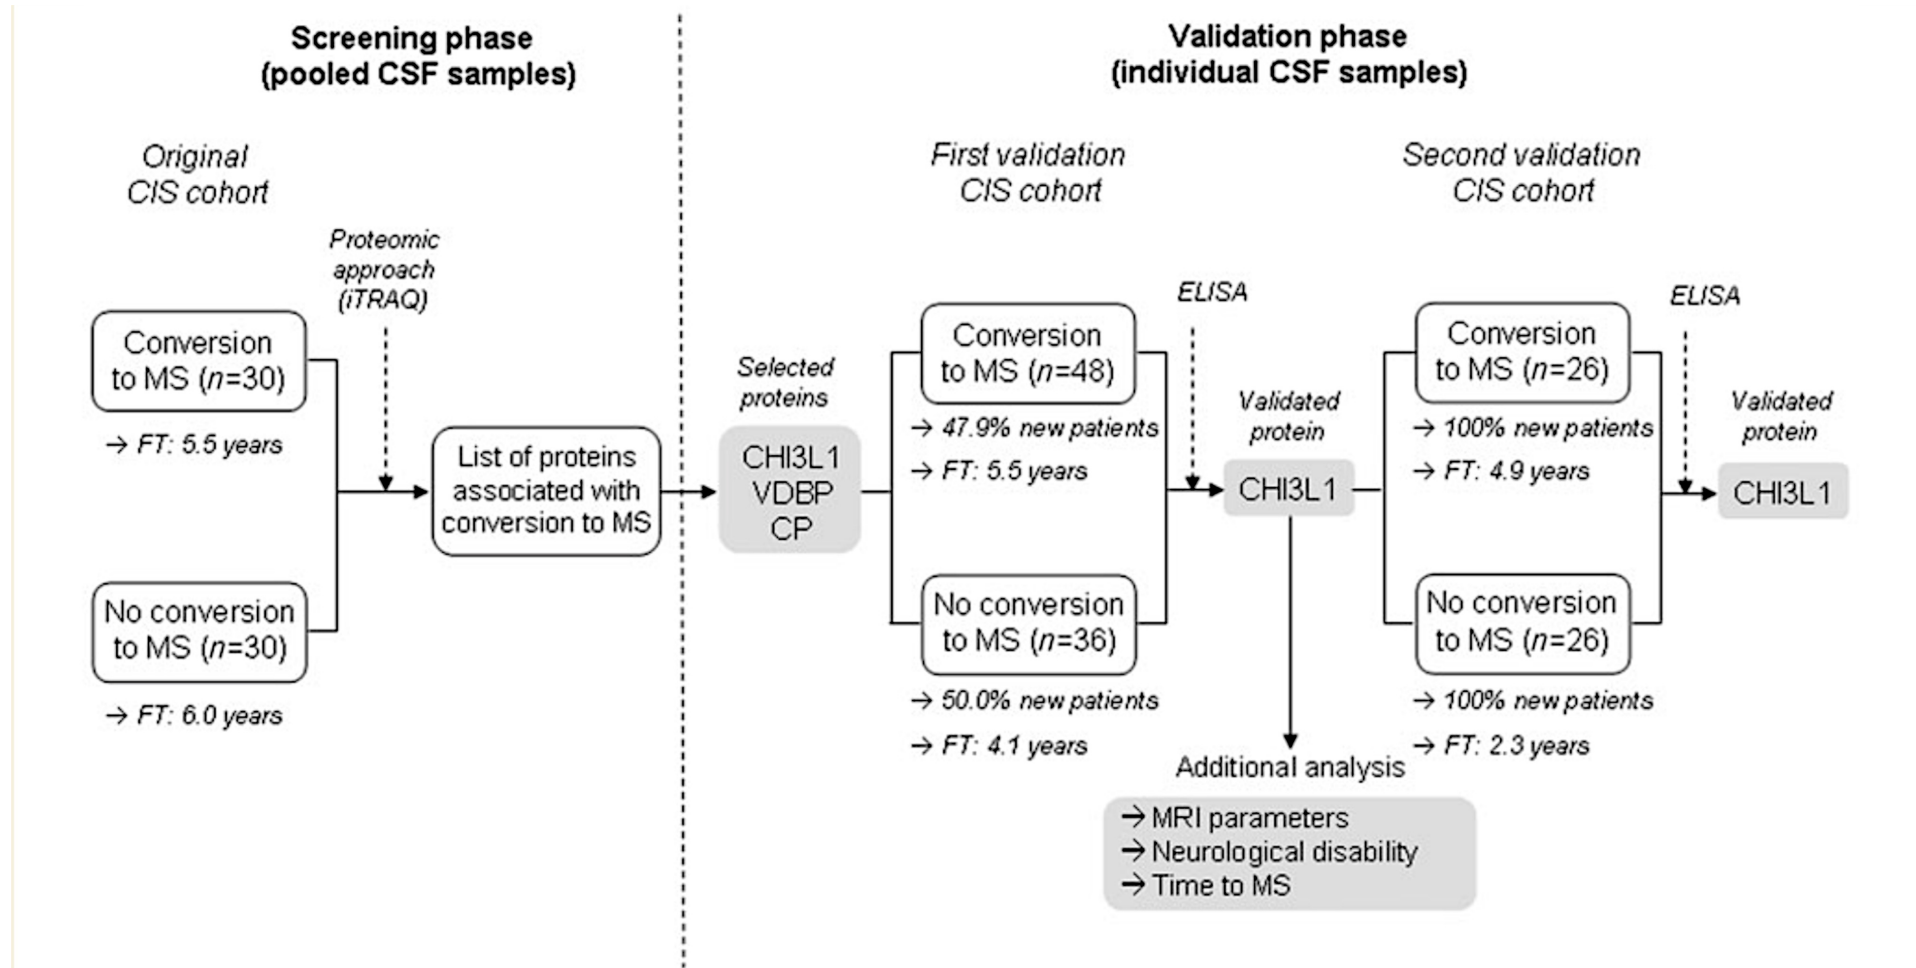 Screening phase
(pooled CSF samples)
Original
CIS cohort
Proteomic
approach
(iTRAQ)
Conversion
to MS (n=30)
→ FT: 5.5 years
List of proteins
associated with
conversion to MS
No conversion
to MS (n=30)
→ FT: 6.0 years
Validation phase
(individual CSF samples)
Selected
proteins
CHI3L1
VDBP
CP
First validation
CIS cohort
Conversion
to MS (n=48)
→ 47.9% new patients
→ FT: 5.5 years
No conversion
to MS (n=36)
→ 50.0% new patients
→ FT: 4.1 years
ELISA
Validated
protein
CHI3L1
Additional analysis
→ MRI parameters
→ Neurological disability
→ Time to MS
Second validation
CIS cohort
Conversion
to MS (n=26)
→ 100% new patients
→ FT: 4.9 years
No conversion
to MS (n=26)
→ 100% new patients
→ FT: 2.3 years
ELISA
Validated
protein
CHI3L1